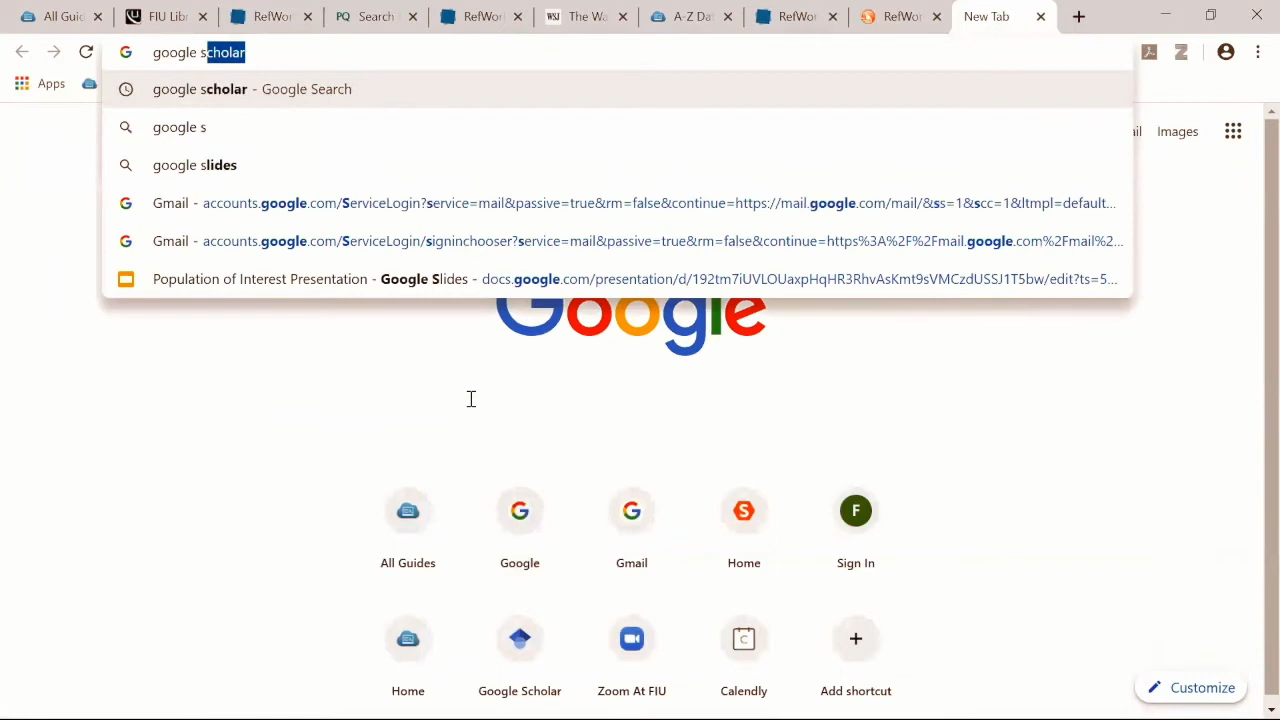 All Guid
FIU Libr
RefWor
PQ Search
RefWor
WSJ The Wa
A-Z Da
RefWor
RefWor
New Tab
google scholar
Apps
google scholar - Google Search
google s
google slides
Gmail - accounts.google.com/ServiceLogin?service=mail&passive=true&rm=false&continue=https://mail.google.com/mail/&ss=1&scc=1&ltmpl=default...
Gmail - accounts.google.com/ServiceLogin/signinchooser?service=mail&passive=true&rm=false&continue=https%3A%2F%2Fmail.google.com%2Fmail%2...
Population of Interest Presentation - Google Slides - docs.google.com/presentation/d/192tm7iUVLOUaxpHqHR3RhvAsKmt9sVMCzdUSSJ1T5bw/edit?ts=5...
ail Images
Google
S F
All Guides Google Gmail Home Sign In
C
Home Google Scholar Zoom At FIU Calendly Add shortcut
Customize